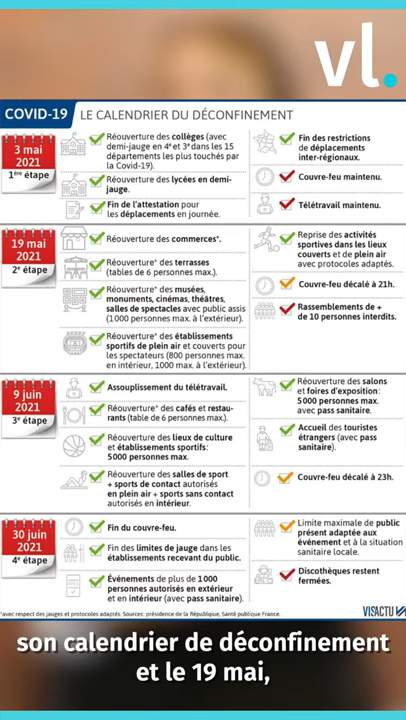 vl.
COVID-19 LE CALENDRIER DU DÉCONFINEMENT
3 mai
2021
1ère étape
Réouverture des collèges (avec
demi-jauge en 4e et 3e dans les 15
départements les plus touchés par
la Covid-19).
Réouverture des lycées en demi-
jauge.
Fin de l'attestation pour
les déplacements en journée.
Fin des restrictions
de déplacements
inter-régionaux.
Couvre-feu maintenu.
Télétravail maintenu.
19 mai
2021
2e étape
Réouverture des commerces*.
Réouverture* des terrasses
(tables de 6 personnes max.).
Réouverture* des musées,
monuments, cinémas, théâtres,
salles de spectacles avec public assis
(1000 personnes max. à l'extérieur).
Réouverture* des établissements
sportifs de plein air et couverts pour
les spectateurs (800 personnes max.
en intérieur, 1000 max. à l'extérieur).
Reprise des activités
sportives dans les lieux
couverts et de plein air
avec protocoles adaptés.
Couvre-feu décalé à 21h.
Rassemblements de +
de 10 personnes interdits.
9 juin
2021
3e étape
Assouplissement du télétravail.
Réouverture* des cafés et restau-
rants (table de 6 personnes max.).
Réouverture des lieux de culture
et établissements sportifs:
5000 personnes max.
Réouverture des salles de sport
+ sports de contact autorisés
en plein air + sports sans contact
autorisés en intérieur.
Réouverture des salons
et foires d'exposition:
5000 personnes max.
avec pass sanitaire.
Accueil des touristes
étrangers (avec pass
sanitaire).
Couvre-feu décalé à 23h.
30 juin
2021
4e étape
Fin du couvre-feu.
Fin des limites de jauge dans les
établissements recevant du public.
Événements de plus de 1000
personnes autorisés en extérieur
et en intérieur (avec pass sanitaire).
Limite maximale de public
présent adaptée aux
événement et à la situation
sanitaire locale.
Discothèques restent
fermées.
*avec respect des jauges et protocoles adaptés. Sources: présidence de la République, Santé publique France.
VISACTU
son calendrier de déconfinement
et le 19 mai,